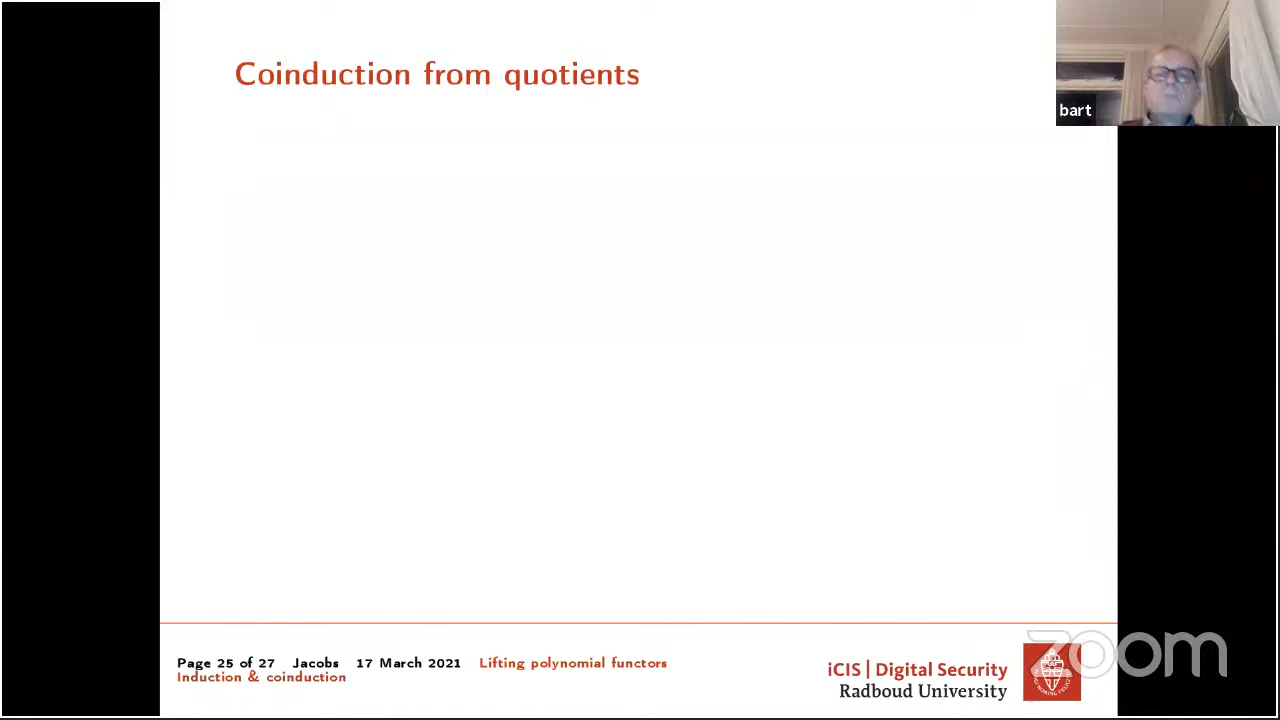 Coinduction from quotients
bart
Page 25 of 27 Jacobs 17 March 2021 Lifting polynomial functors
Induction & coinduction
iCIS | Digital Security
Radboud University
zoom